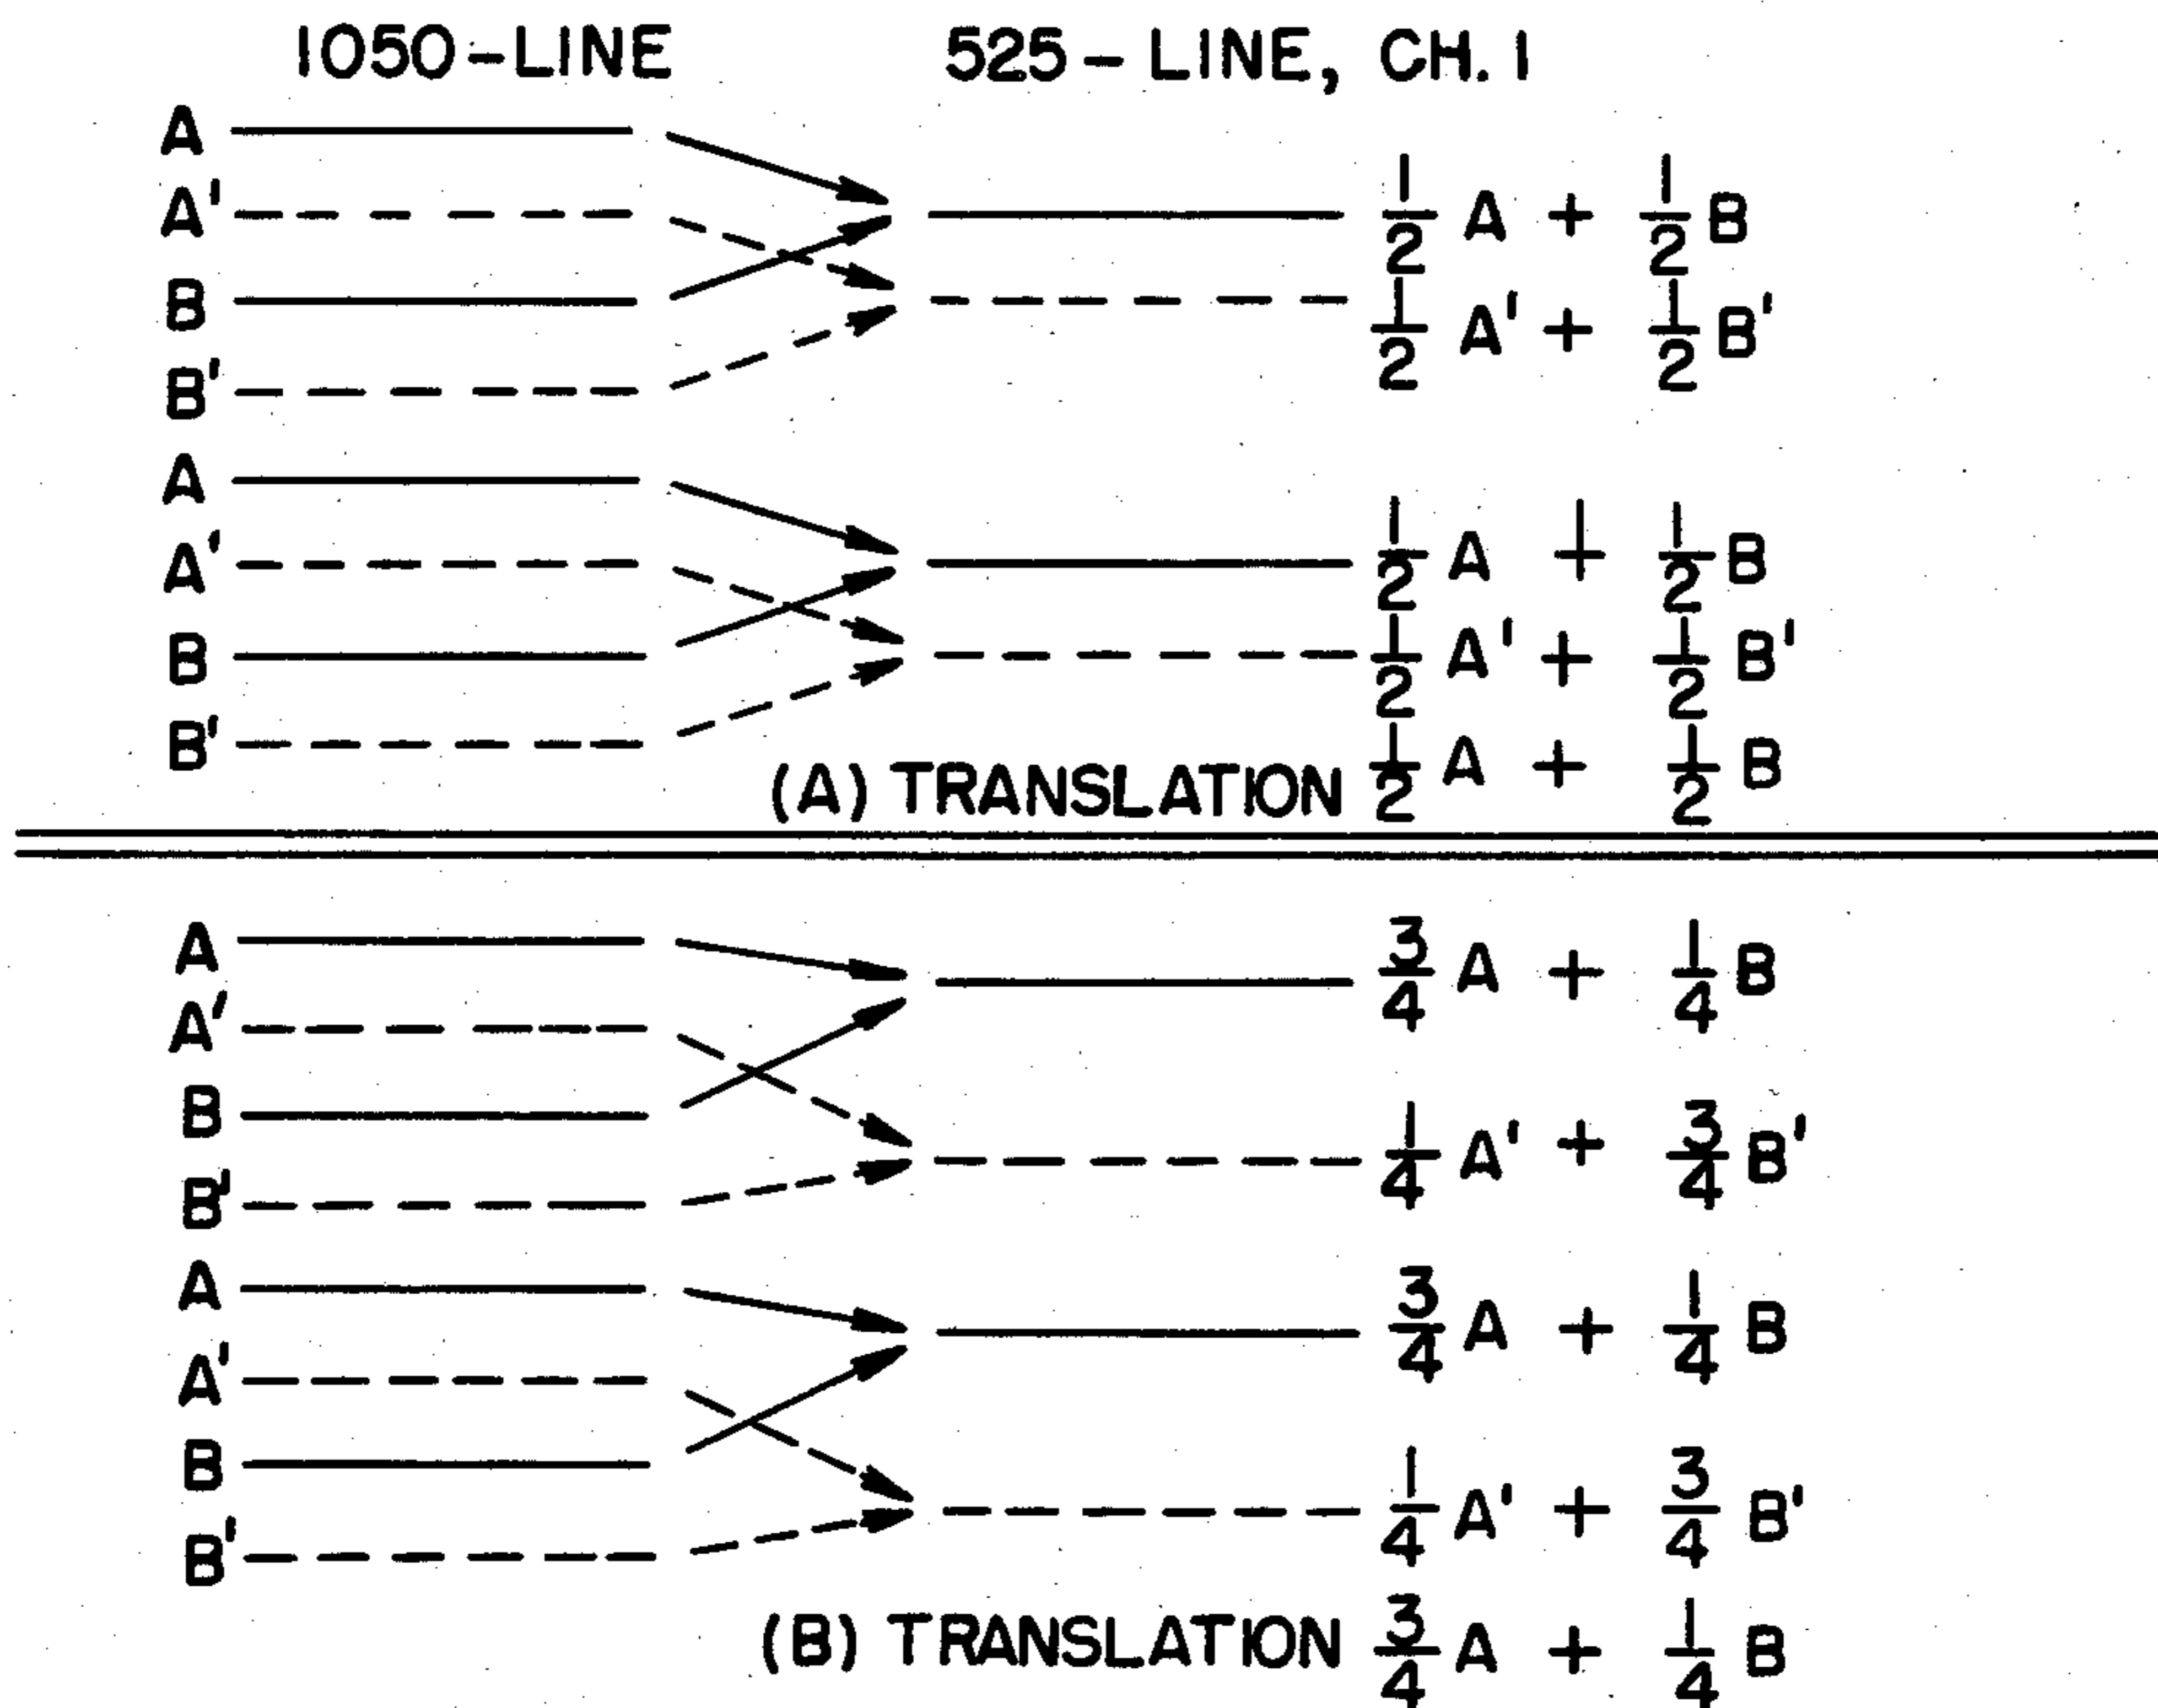 1050-LINE 525-LINE, CH. 1
A
A' 1/2 A + 1/2 B
B 1/2 A' + 1/2 B'
B'
A
A' 1/2 A + 1/2 B
B 1/2 A' + 1/2 B'
B'
(A) TRANSLATION 1/2 A + 1/2 B
A 3/4 A + 1/4 B
A'
B 1/4 A' + 3/4 B'
B'
A 3/4 A + 1/4 B
A'
B 1/4 A' + 3/4 B'
B'
(B) TRANSLATION 3/4 A + 1/4 B